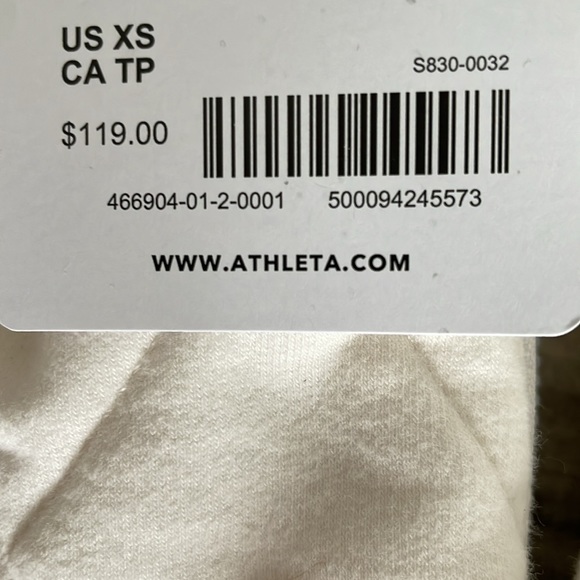 US XS
CA TP
S830-0032
$119.00
466904-01-2-0001 500094245573
WWW.ATHLETA.COM